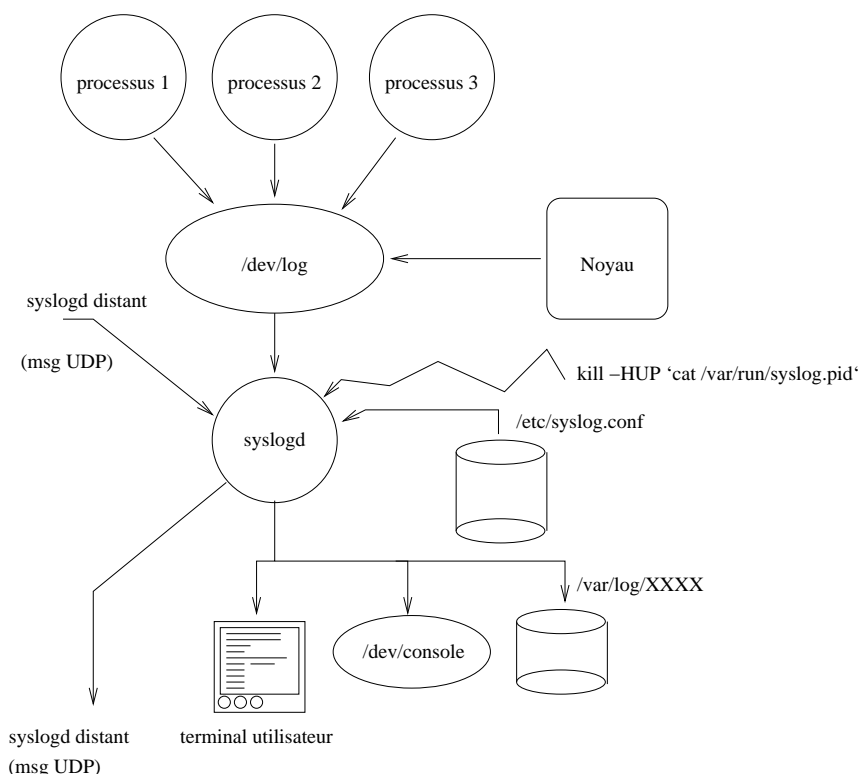 processus 1
processus 2
processus 3
/dev/log
Noyau
syslogd distant
(msg UDP)
kill −HUP ‘cat /var/run/syslog.pid‘
/etc/syslog.conf
syslogd
/var/log/XXXX
/dev/console
syslogd distant
(msg UDP)
terminal utilisateur